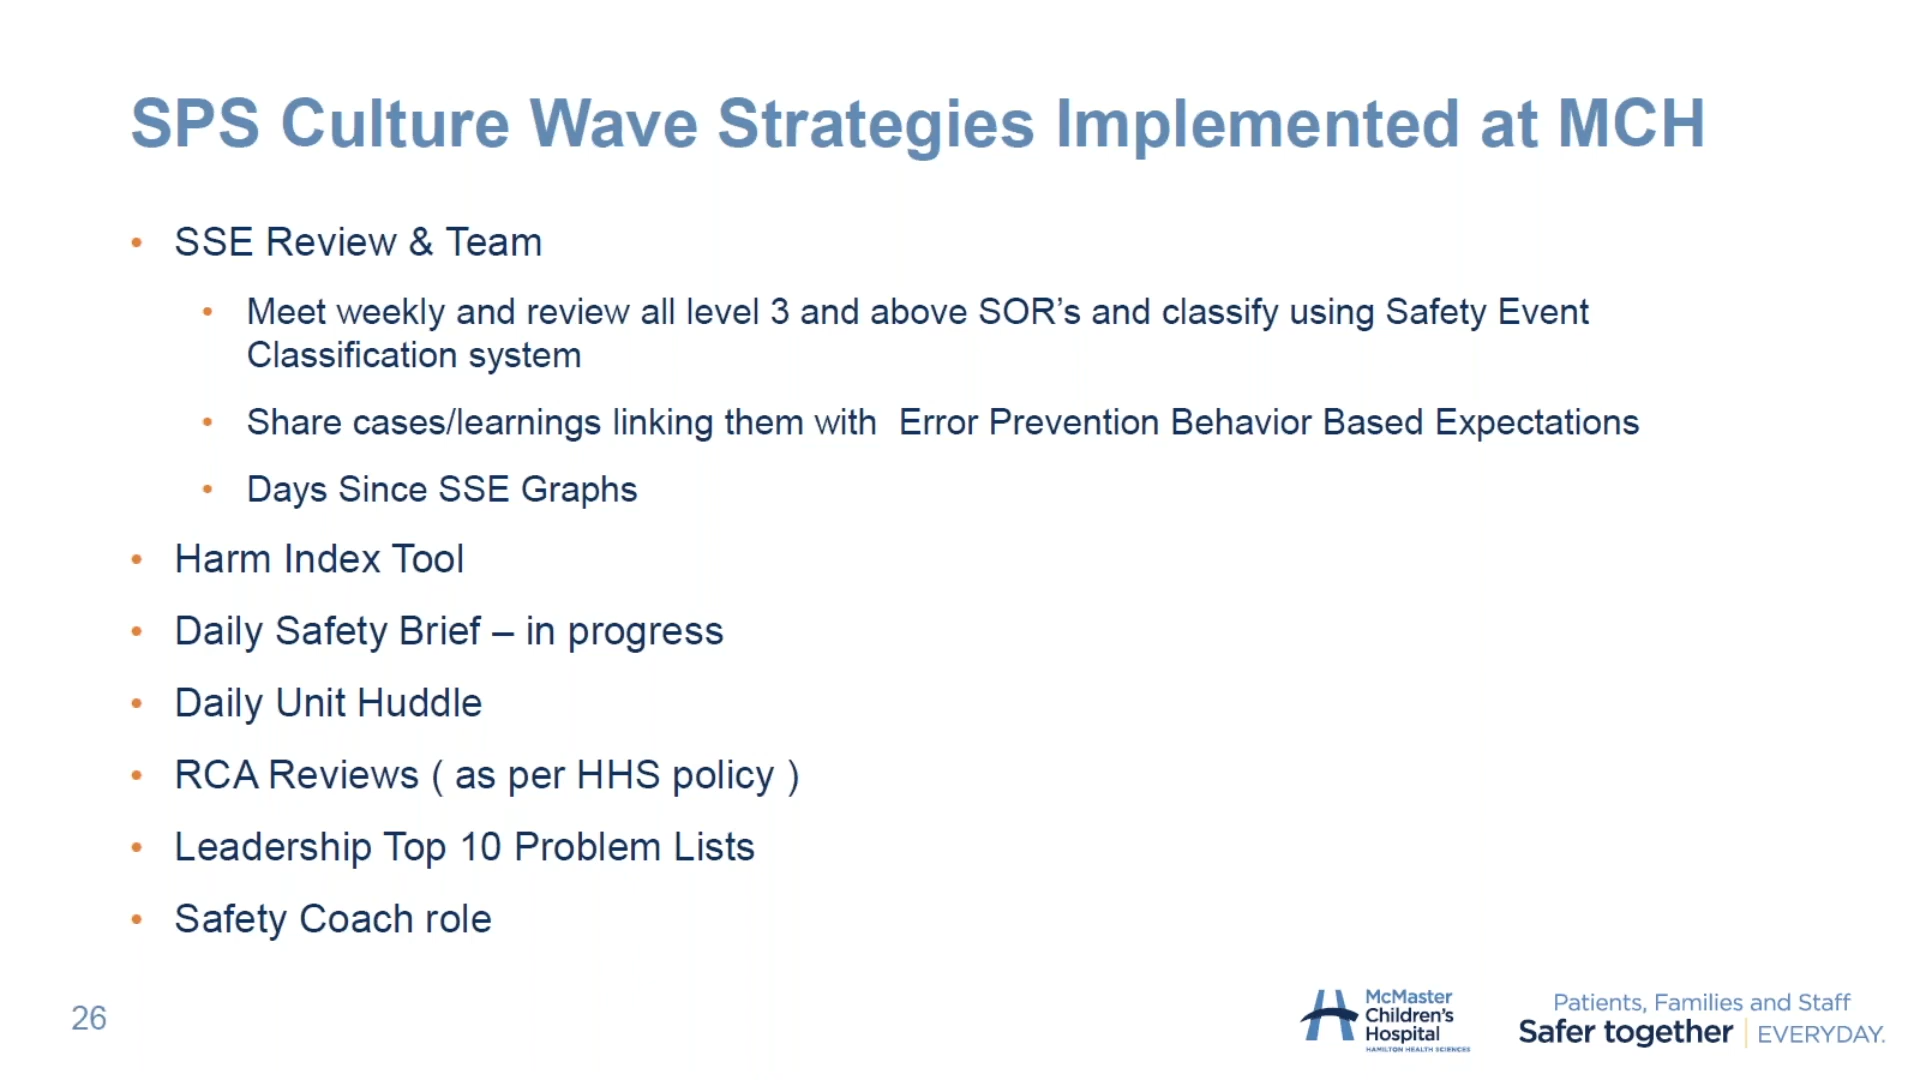 SPS Culture Wave Strategies Implemented at MCH
• SSE Review & Team
• Meet weekly and review all level 3 and above SOR's and classify using Safety Event
Classification system
• Share cases/learnings linking them with  Error Prevention Behavior Based Expectations
• Days Since SSE Graphs
• Harm Index Tool
• Daily Safety Brief – in progress
• Daily Unit Huddle
• RCA Reviews ( as per HHS policy )
• Leadership Top 10 Problem Lists
• Safety Coach role
26
McMaster
Children's
Hospital
HAMILTON HEALTH SCIENCES
Patients, Families and Staff
Safer together | EVERYDAY.